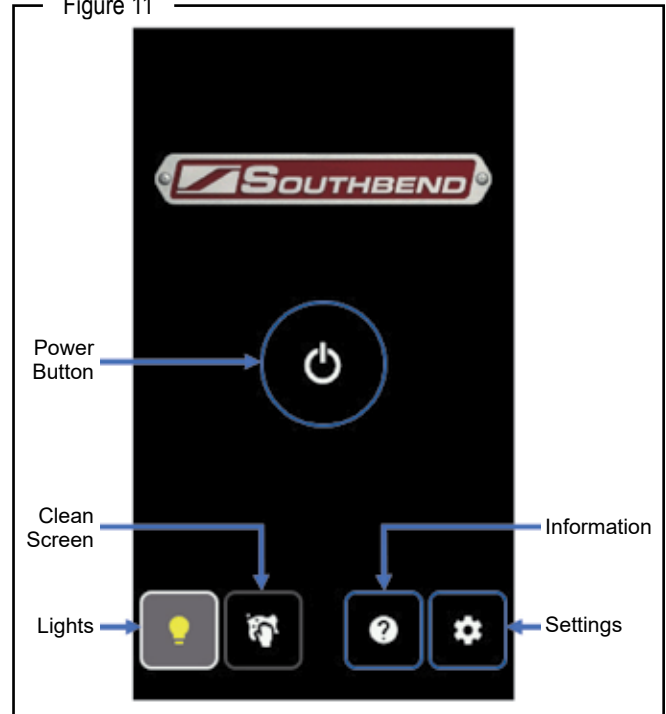 Figure 11
SOUTHBEND
Power
Button
Clean
Screen
Information
Lights
Settings